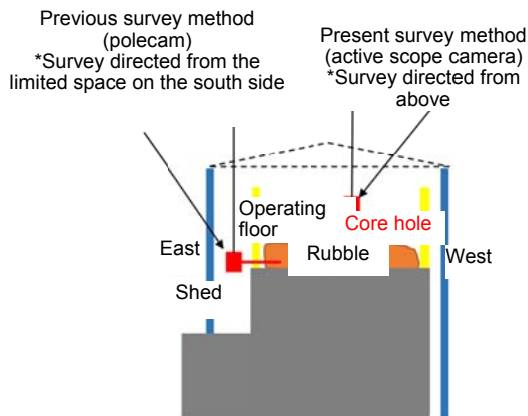 Previous survey method
(polecam)
*Survey directed from the
limited space on the south side
Present survey method
(active scope camera)
*Survey directed from
above
Operating
floor
Core hole
East
Rubble
West
Shed